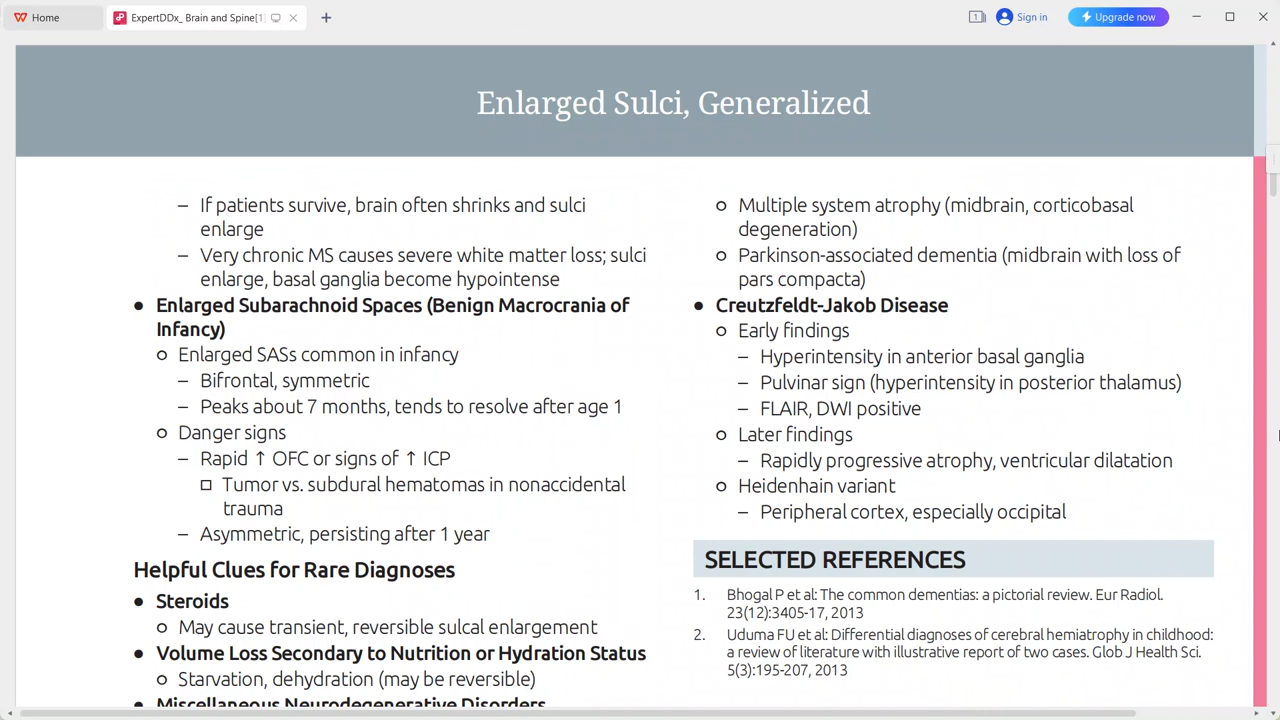 Home
ExpertDDx_ Brain and Spine[1]
1
Sign in
Upgrade now
Enlarged Sulci, Generalized
– If patients survive, brain often shrinks and sulci
enlarge
– Very chronic MS causes severe white matter loss; sulci
enlarge, basal ganglia become hypointense
● Enlarged Subarachnoid Spaces (Benign Macrocrania of
Infancy)
○ Enlarged SASs common in infancy
– Bifrontal, symmetric
– Peaks about 7 months, tends to resolve after age 1
○ Danger signs
– Rapid ↑ OFC or signs of ↑ ICP
□ Tumor vs. subdural hematomas in nonaccidental
trauma
– Asymmetric, persisting after 1 year
Helpful Clues for Rare Diagnoses
● Steroids
○ May cause transient, reversible sulcal enlargement
● Volume Loss Secondary to Nutrition or Hydration Status
○ Starvation, dehydration (may be reversible)
● Miscellaneous Neurodegenerative Disorders
○ Multiple system atrophy (midbrain, corticobasal
degeneration)
○ Parkinson-associated dementia (midbrain with loss of
pars compacta)
● Creutzfeldt-Jakob Disease
○ Early findings
– Hyperintensity in anterior basal ganglia
– Pulvinar sign (hyperintensity in posterior thalamus)
– FLAIR, DWI positive
○ Later findings
– Rapidly progressive atrophy, ventricular dilatation
○ Heidenhain variant
– Peripheral cortex, especially occipital
SELECTED REFERENCES
1. Bhogal P et al: The common dementias: a pictorial review. Eur Radiol.
23(12):3405-17, 2013
2. Uduma FU et al: Differential diagnoses of cerebral hemiatrophy in childhood:
a review of literature with illustrative report of two cases. Glob J Health Sci.
5(3):195-207, 2013